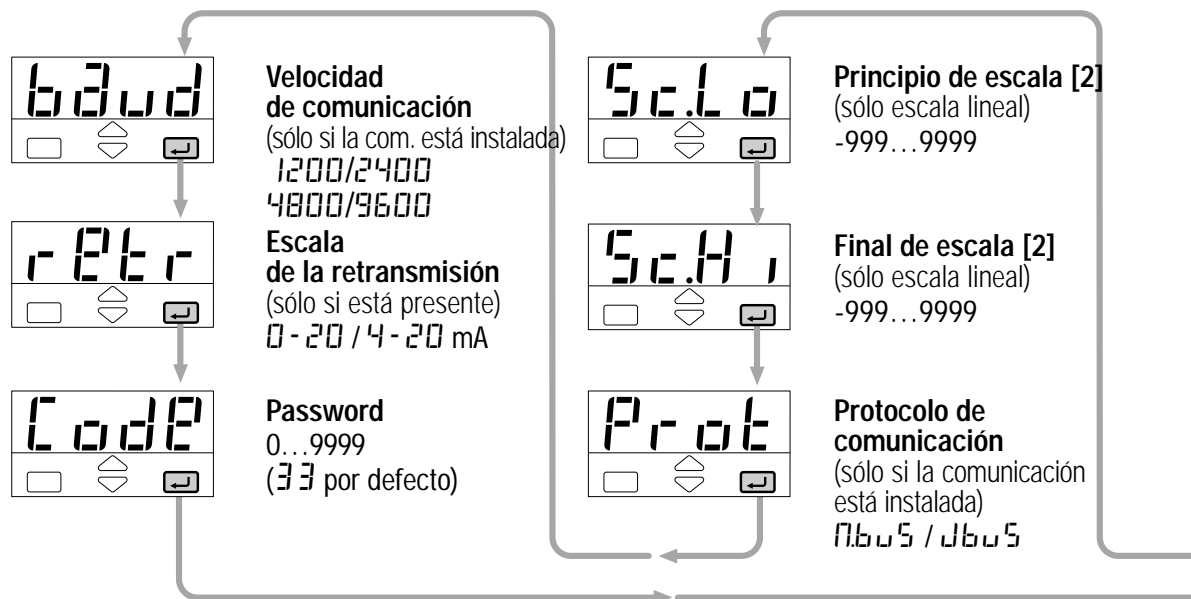 baud
Velocidad
de comunicación
(sólo si la com. está instalada)
1200/2400
4800/9600
retr
Escala
de la retransmisión
(sólo si está presente)
0-20 / 4-20 mA
Code
Password
0...9999
(33 por defecto)
Sc.Lo
Principio de escala [2]
(sólo escala lineal)
-999...9999
Sc.Hi
Final de escala [2]
(sólo escala lineal)
-999...9999
Prot
Protocolo de
comunicación
(sólo si la comunicación
está instalada)
M.buS / JbuS